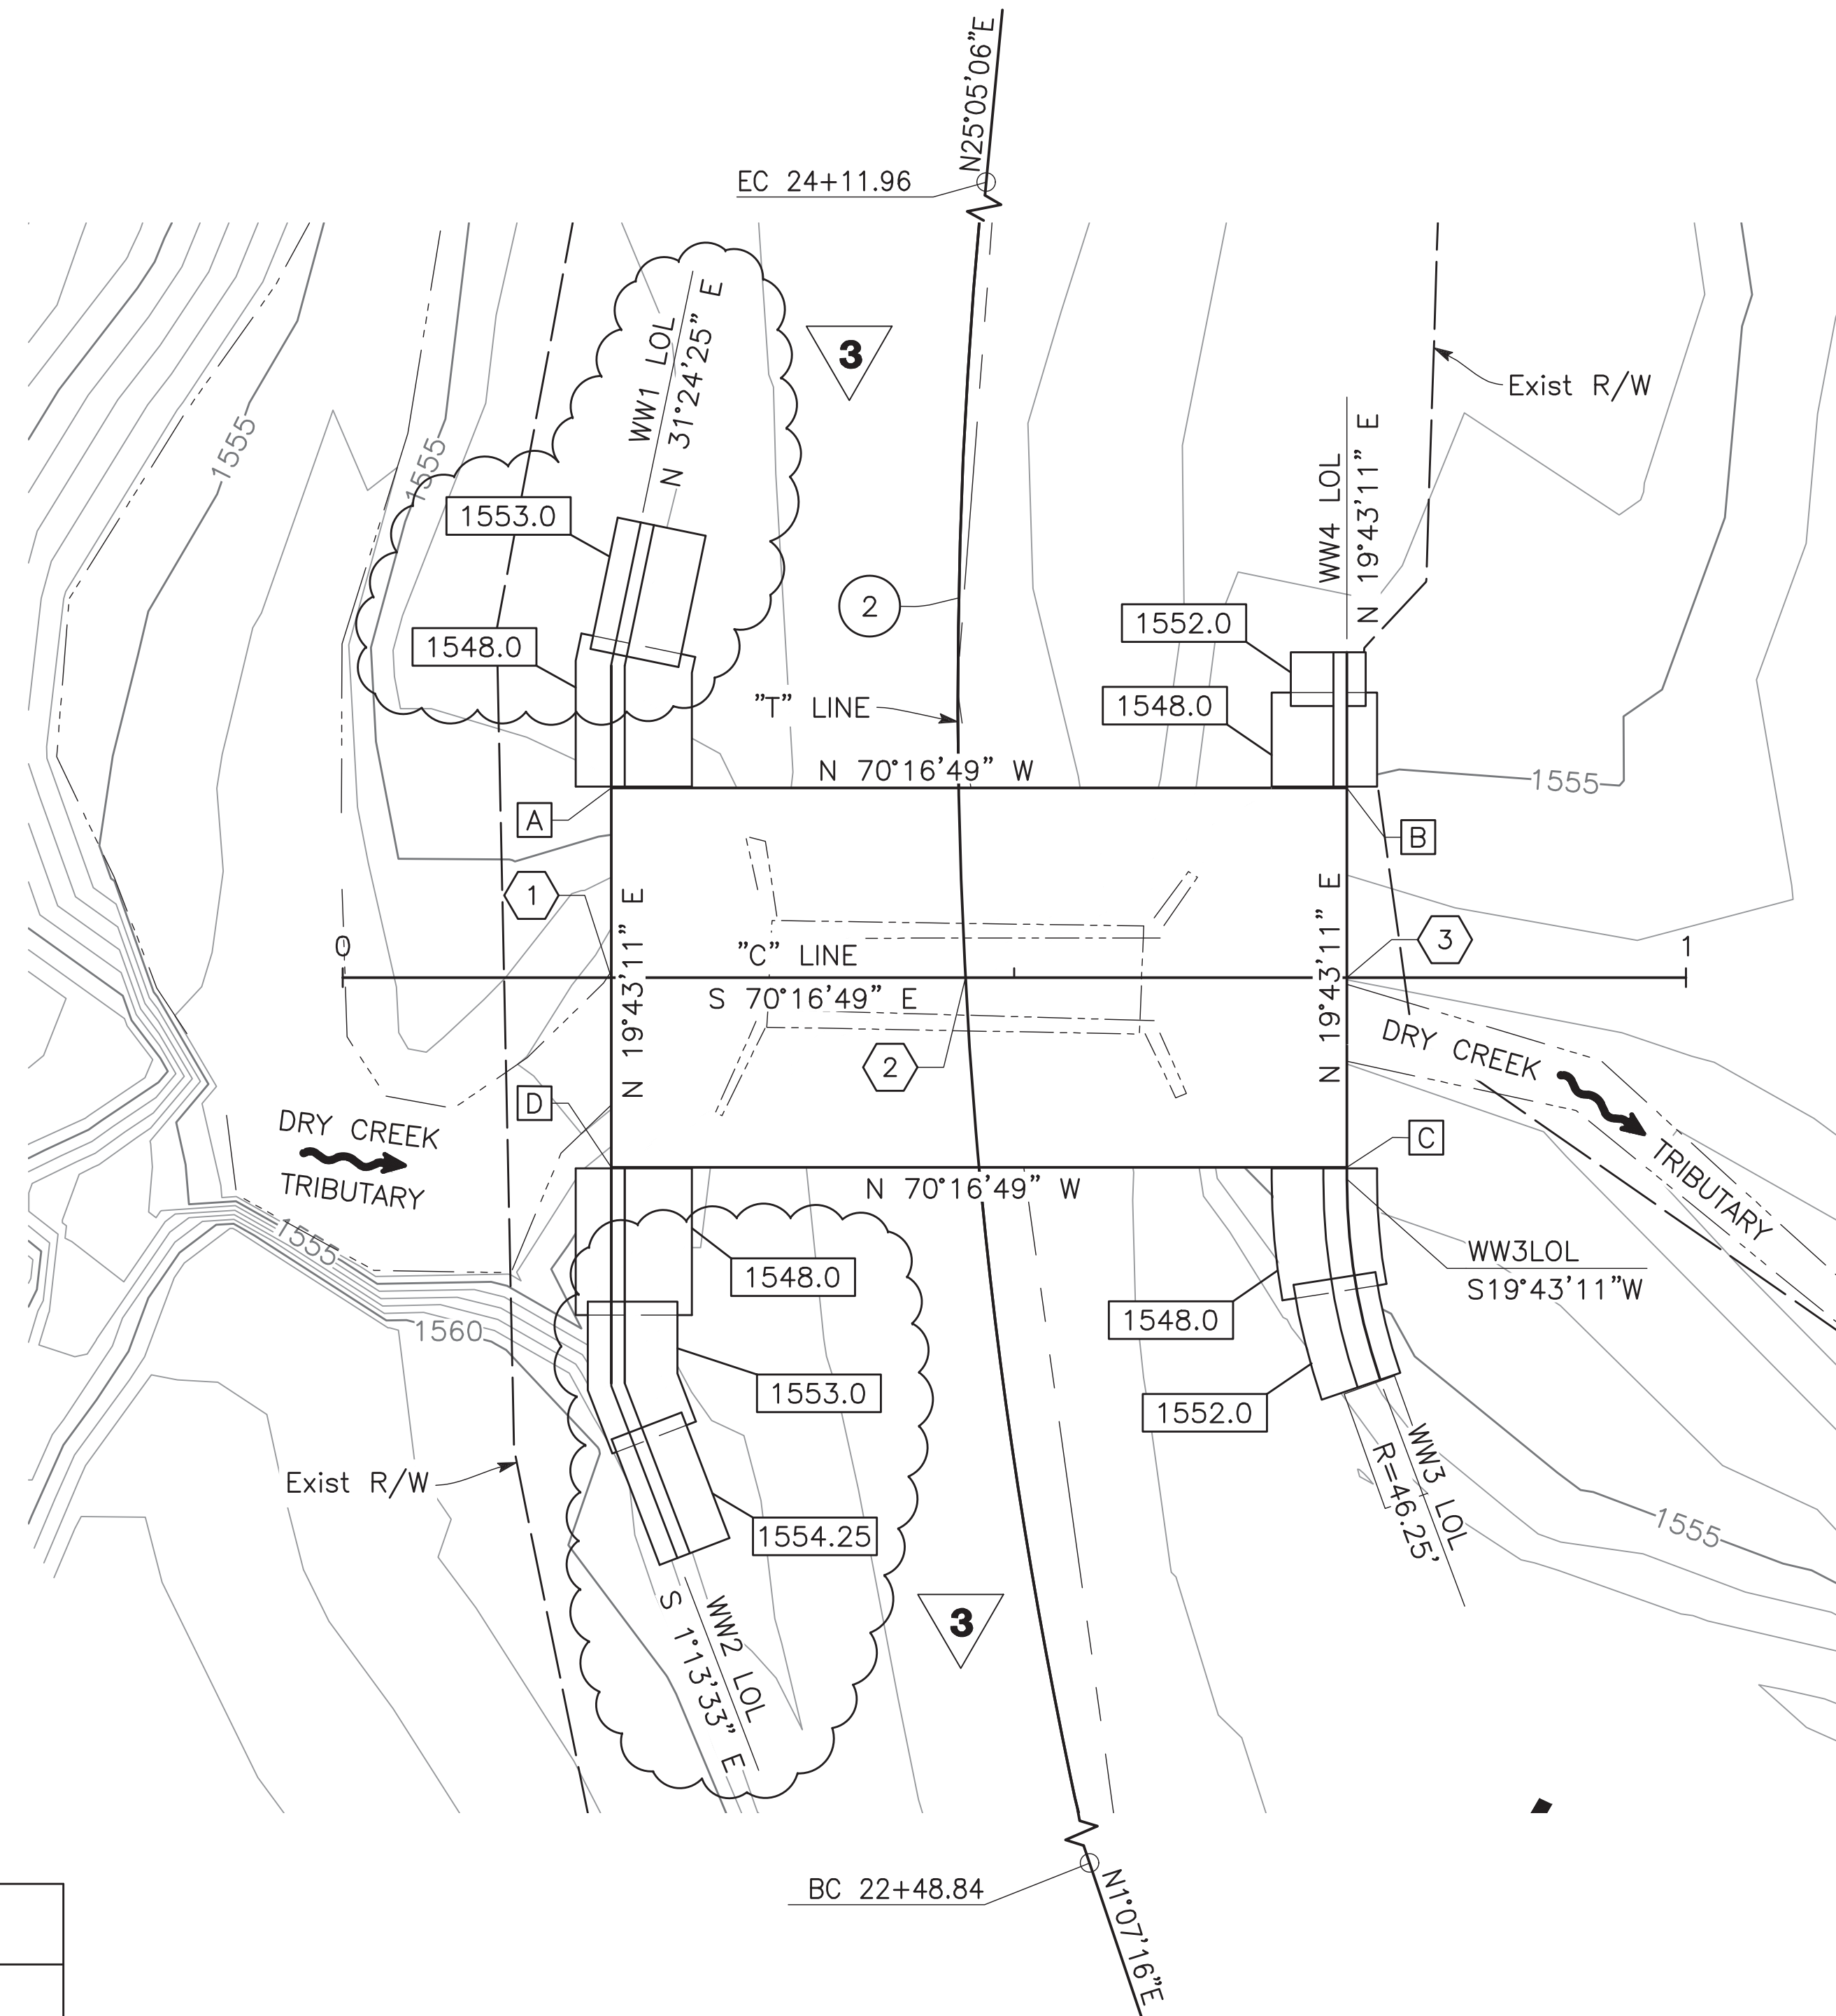 N25°05'06"E
EC 24+11.96
3
WW1 LOL
N 31°24'25" E
Exist R/W
1555
1555
1553.0
1548.0
2
"T" LINE
WW4 LOL
N 19°43'11" E
1552.0
1548.0
1555
N 70°16'49" W
A
B
1
N 19°43'11" E
N 19°43'11" E
3
0
"C" LINE
1
S 70°16'49" E
2
DRY CREEK
TRIBUTARY
D
C
DRY CREEK
TRIBUTARY
N 70°16'49" W
1555
1548.0
WW3LOL
S19°43'11"W
1560
1548.0
1553.0
1552.0
Exist R/W
WW3 LOL
R=46.25'
1554.25
1555
WW2 LOL
S 1°13'33" E
3
BC 22+48.84
N1°07'16"E